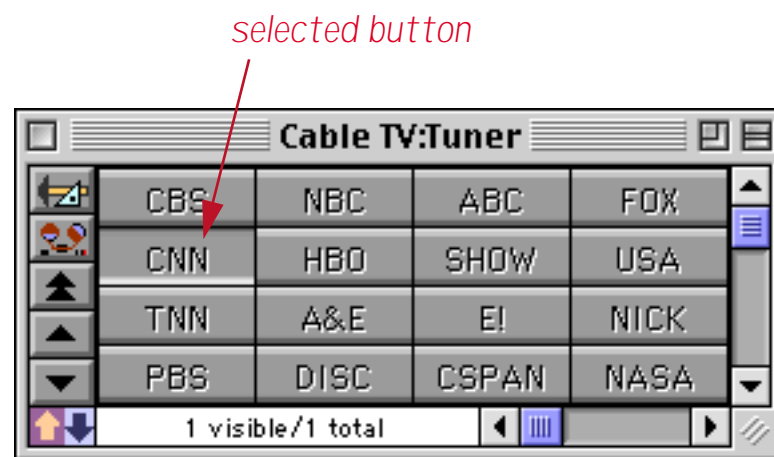 selected button
Cable TV:Tuner
CBS NBC ABC FOX
CNN HBO SHOW USA
TNN A&E E! NICK
PBS DISC CSPAN NASA
1 visible/1 total